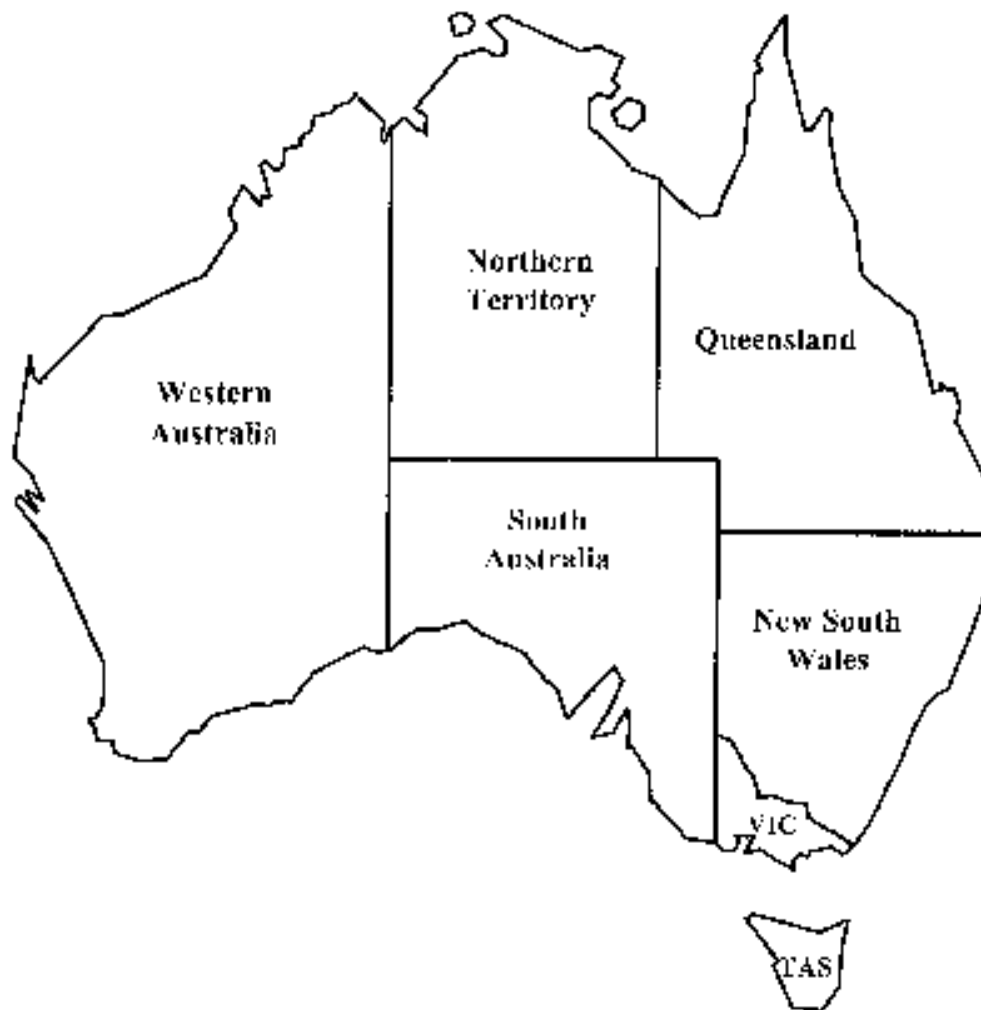 Northern
Territory
Queensland
Western
Australia
South
Australia
New South
Wales
VIC
TAS